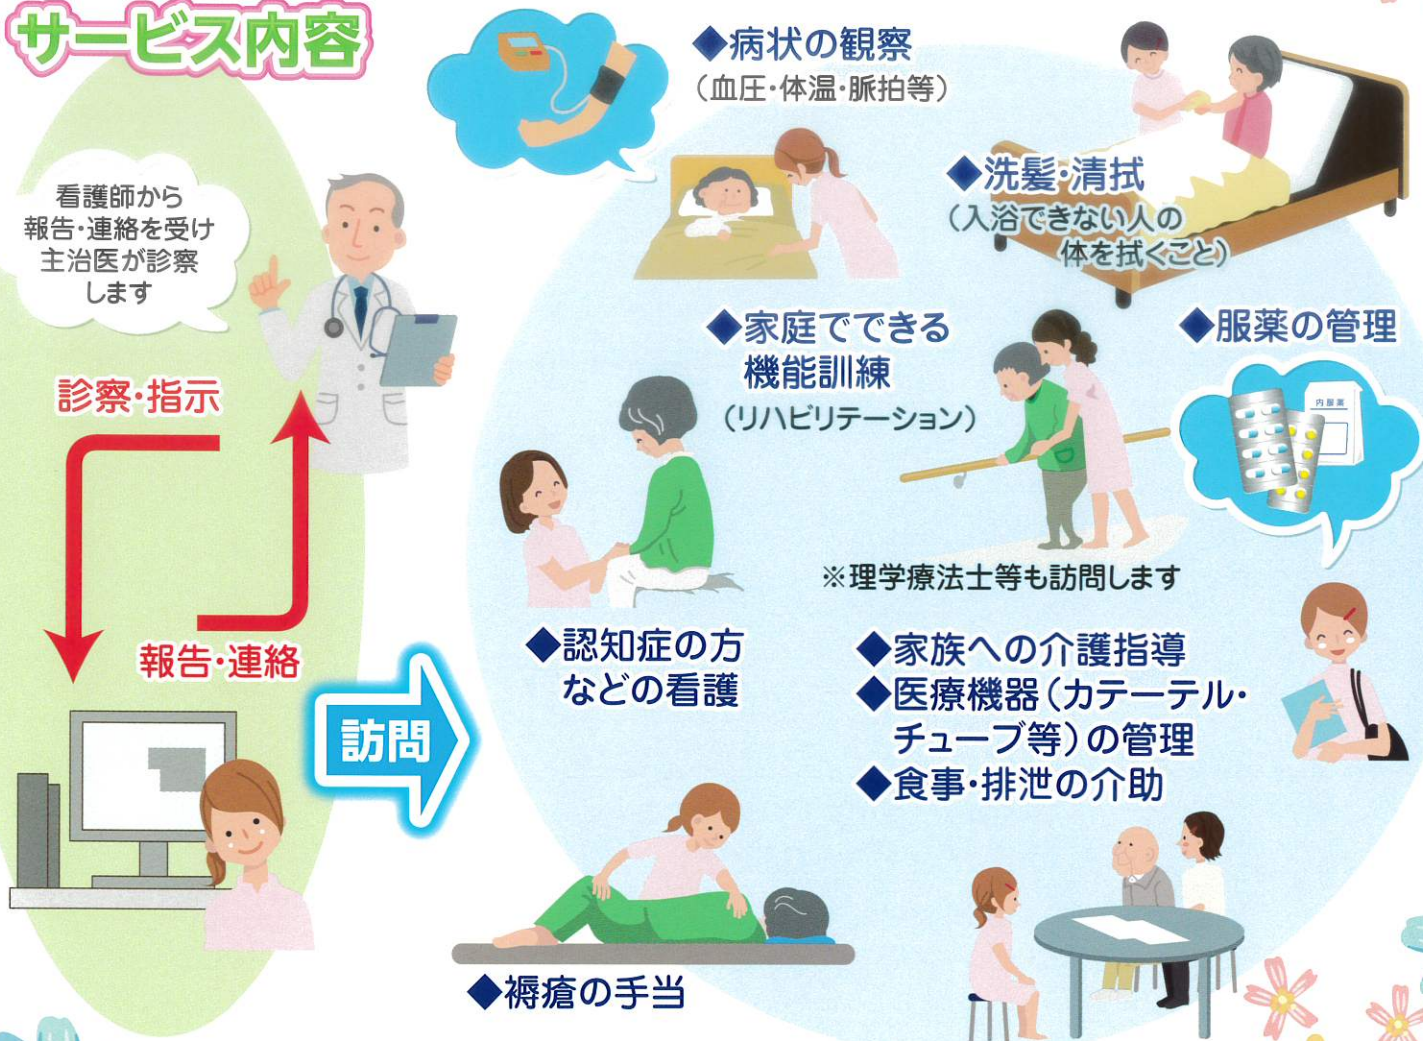 サービス内容
看護師から
報告・連絡を受け
主治医が診察
します
診察・指示
報告・連絡
訪問
◆病状の観察
（血圧・体温・脈拍等）
◆洗髪・清拭
（入浴できない人の
体を拭くこと）
◆家庭でできる
機能訓練
（リハビリテーション）
※理学療法士等も訪問します
◆服薬の管理
内服薬
◆認知症の方
などの看護
◆家族への介護指導
◆医療機器（カテーテル・
チューブ等）の管理
◆食事・排泄の介助
◆褥瘡の手当